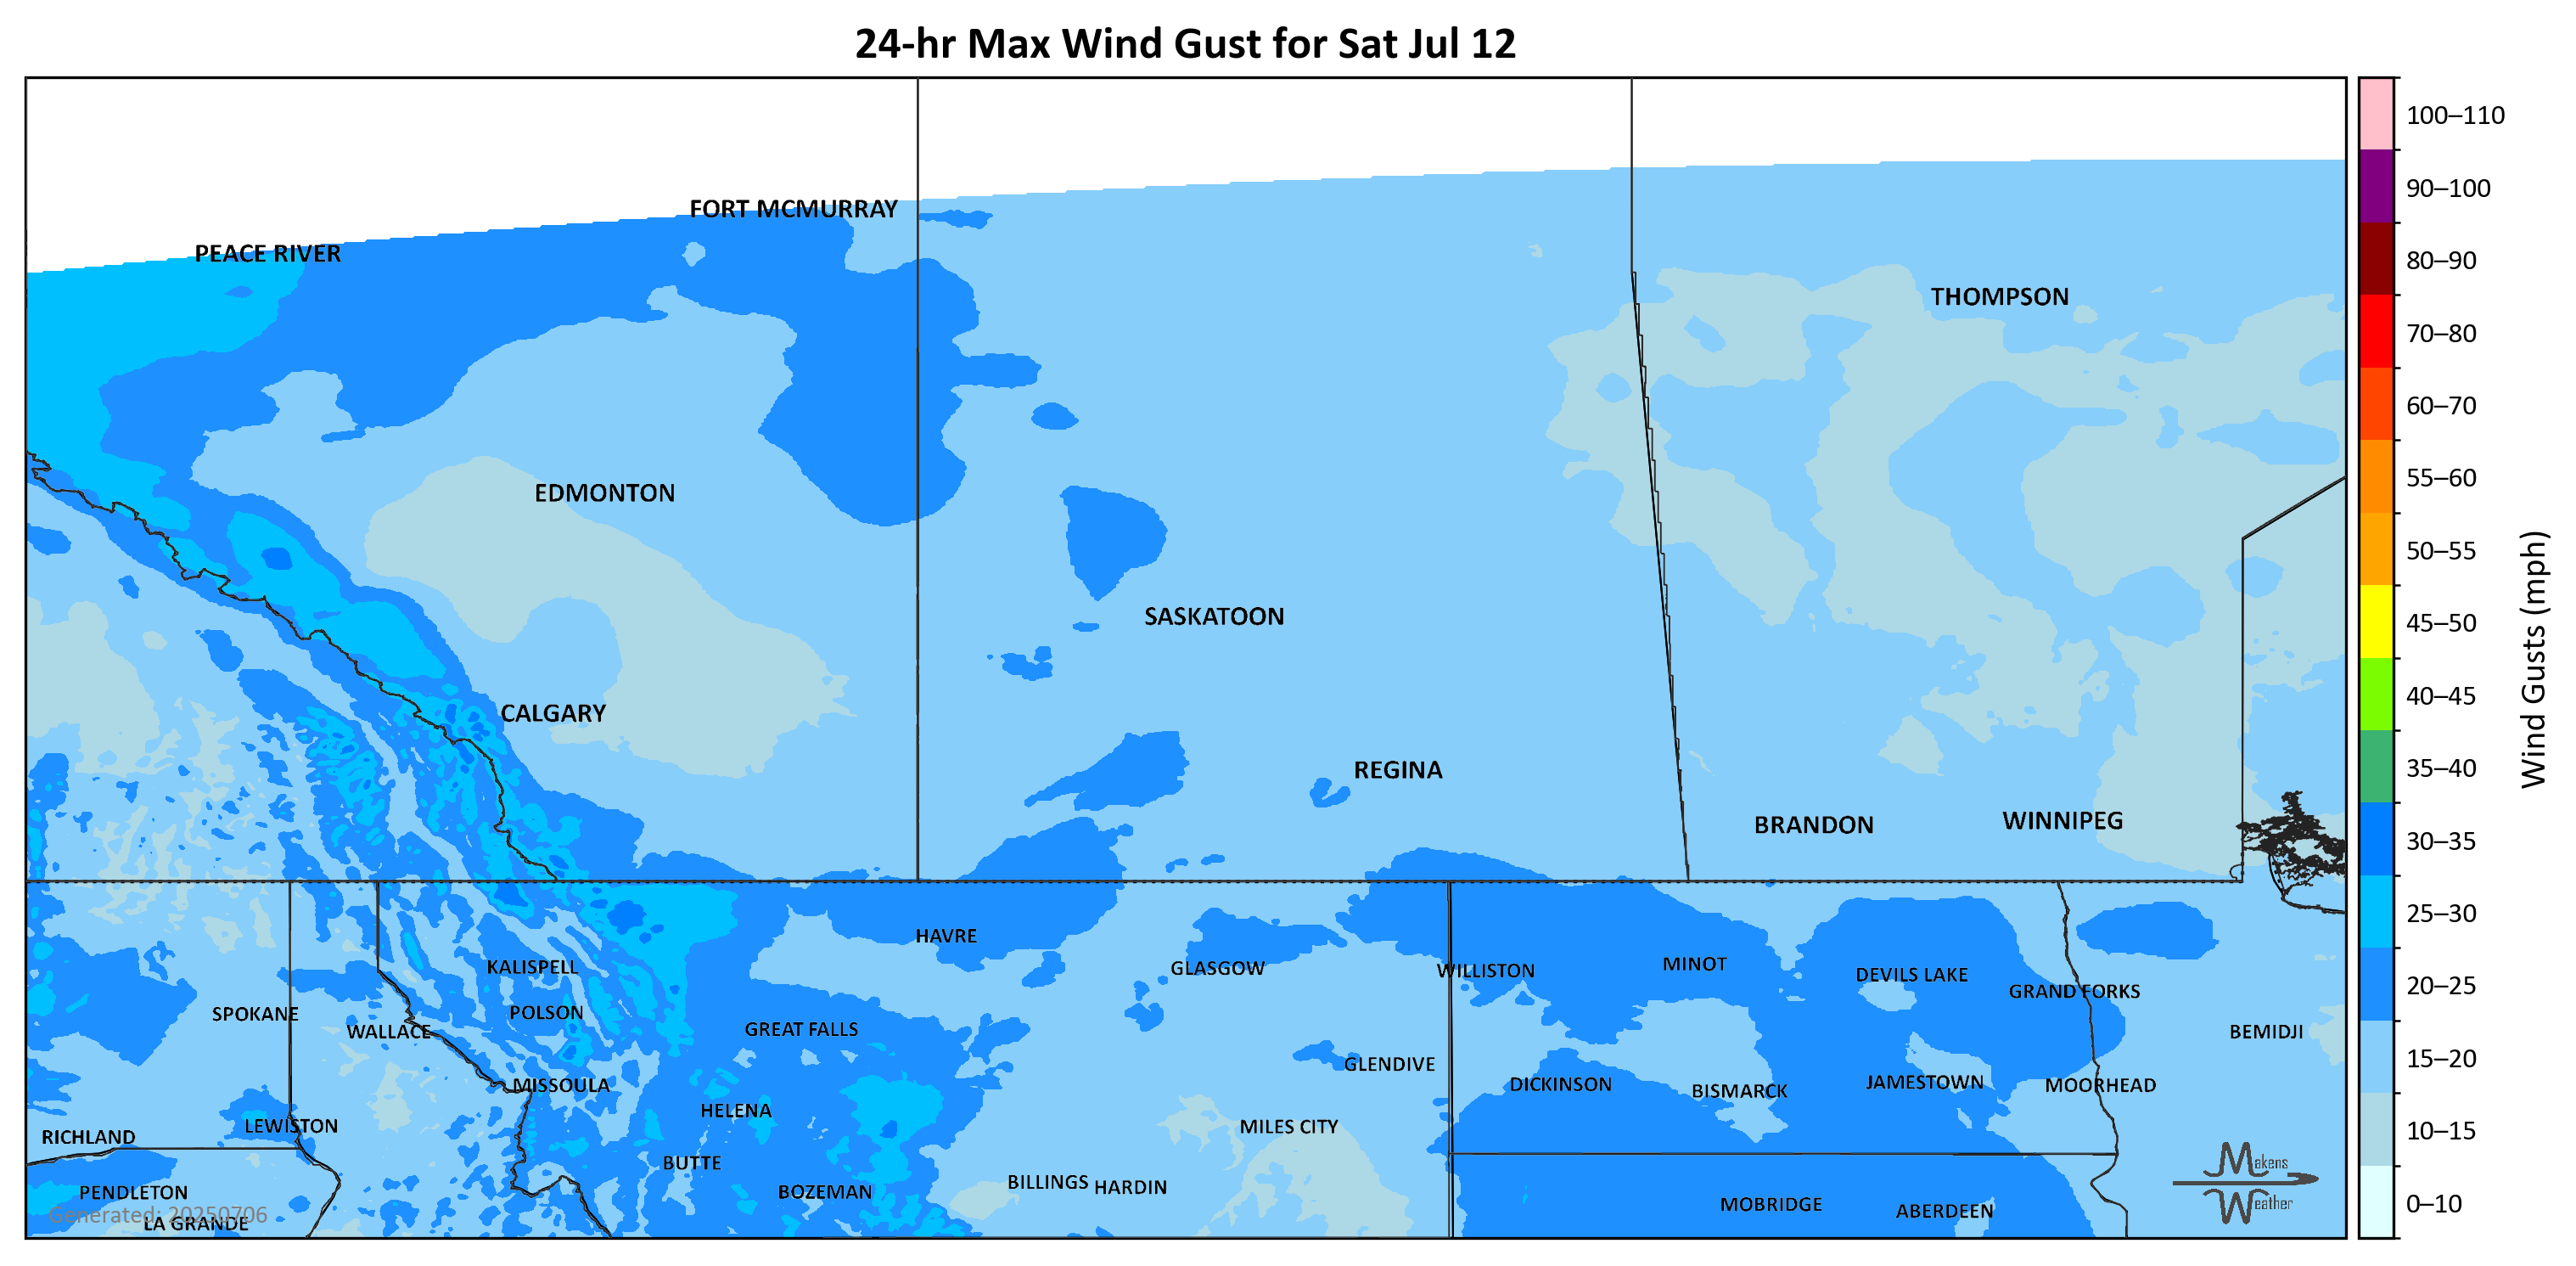 24-hr Max Wind Gust for Sat Jul 12
100–110
90–100
80–90
70–80
60–70
55–60
50–55
45–50
40–45
35–40
30–35
25–30
20–25
15–20
10–15
0–10
Wind Gusts (mph)
FORT MCMURRAY
PEACE RIVER
THOMPSON
EDMONTON
SASKATOON
CALGARY
REGINA
BRANDON
WINNIPEG
HAVRE
KALISPELL
GLASGOW
WILLISTON
MINOT
DEVILS LAKE
GRAND FORKS
SPOKANE
POLSON
WALLACE
GREAT FALLS
BEMIDJI
GLENDIVE
MISSOULA
DICKINSON
BISMARCK
JAMESTOWN
MOORHEAD
HELENA
LEWISTON
MILES CITY
RICHLAND
BUTTE
PENDLETON
BOZEMAN
BILLINGS
HARDIN
MOBRIDGE
ABERDEEN
Generated: 20250706
LA GRANDE
Makens
Weather